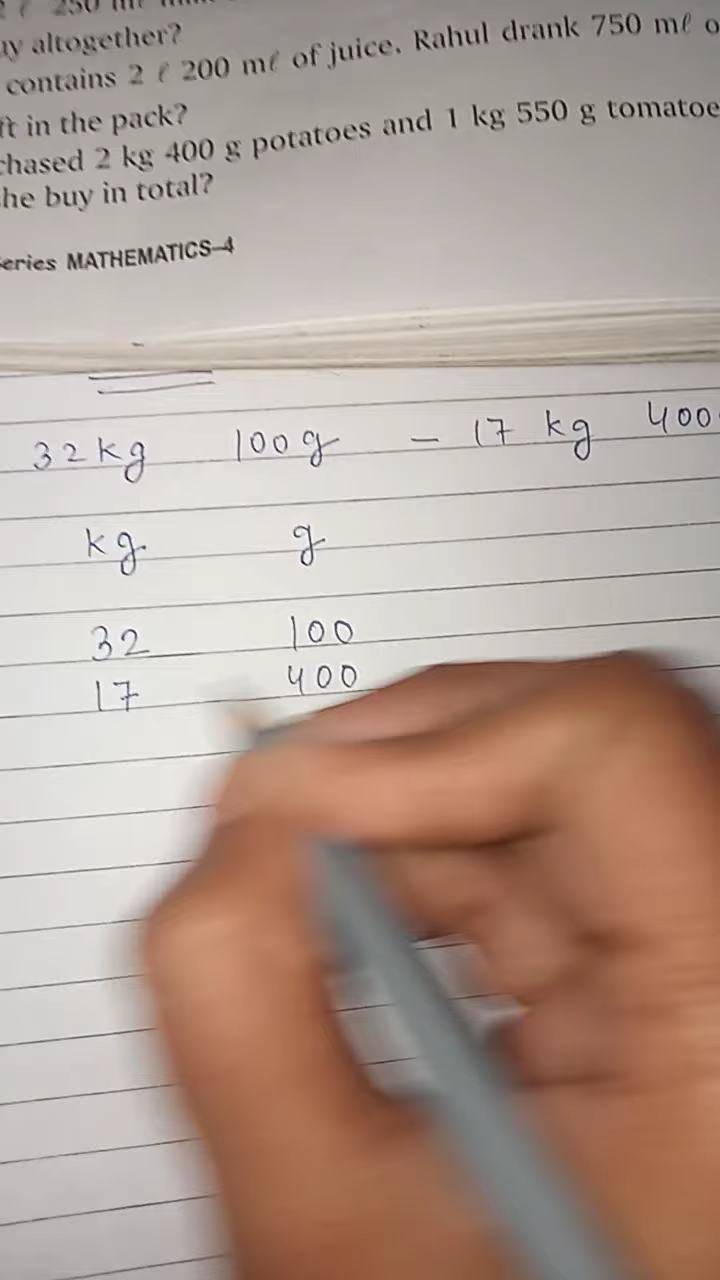 250 m
y altogether?
contains 2 ℓ 200 mℓ of juice. Rahul drank 750 mℓ o
ft in the pack?
chased 2 kg 400 g potatoes and 1 kg 550 g tomatoe
he buy in total?
eries MATHEMATICS–4
32 kg 100 g – 17 kg 400
kg g
32 100
17 400